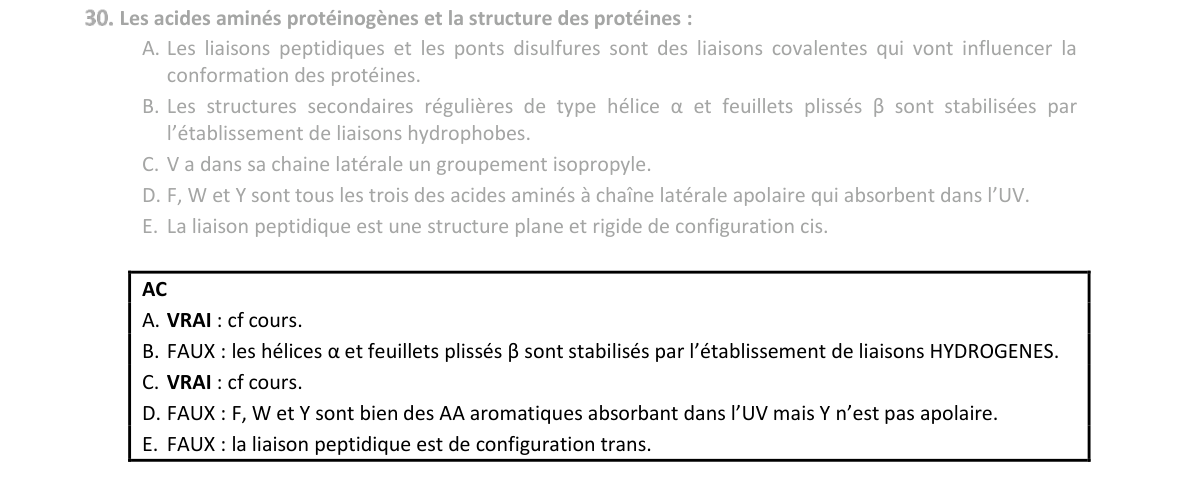 30. Les acides aminés protéinogènes et la structure des protéines :
A. Les liaisons peptidiques et les ponts disulfures sont des liaisons covalentes qui vont influencer la
conformation des protéines.
B. Les structures secondaires régulières de type hélice α et feuillets plissés β sont stabilisées par
l’établissement de liaisons hydrophobes.
C. V a dans sa chaine latérale un groupement isopropyle.
D. F, W et Y sont tous les trois des acides aminés à chaîne latérale apolaire qui absorbent dans l’UV.
E. La liaison peptidique est une structure plane et rigide de configuration cis.
AC
A. VRAI : cf cours.
B. FAUX : les hélices α et feuillets plissés β sont stabilisés par l’établissement de liaisons HYDROGENES.
C. VRAI : cf cours.
D. FAUX : F, W et Y sont bien des AA aromatiques absorbant dans l’UV mais Y n’est pas apolaire.
E. FAUX : la liaison peptidique est de configuration trans.